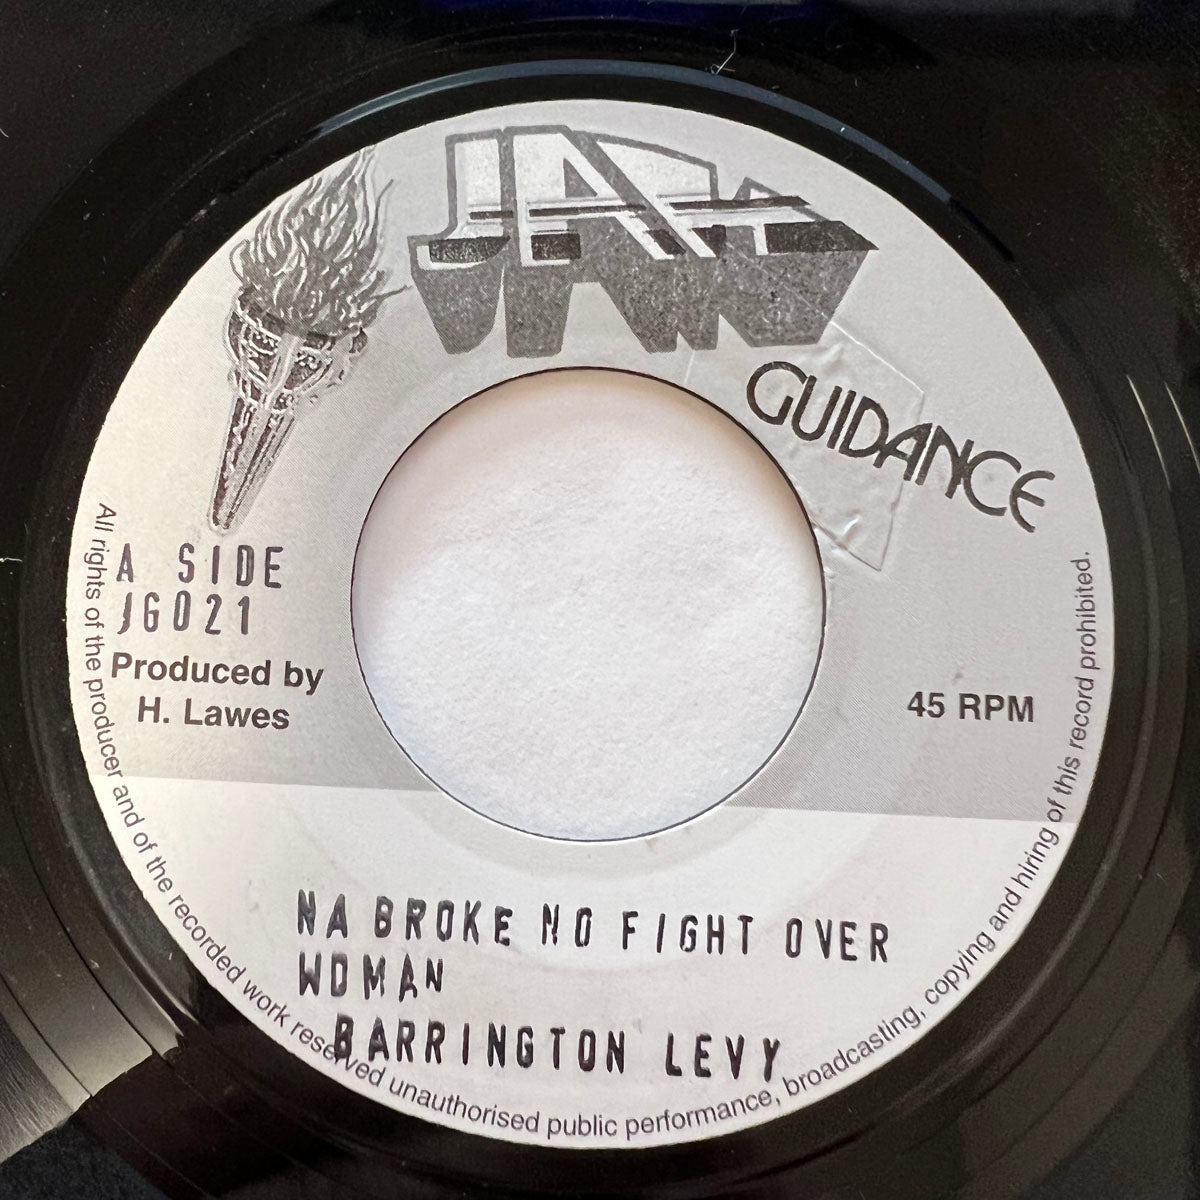 JAH
GUIDANCE
A SIDE
JG021
Produced by
H. Lawes
45 RPM
NA BROKE NO FIGHT OVER
WOMAN
BARRINGTON LEVY
All rights of the producer and of the recorded work reserved unauthorised public performance, broadcasting, copying and hiring of this record prohibited.